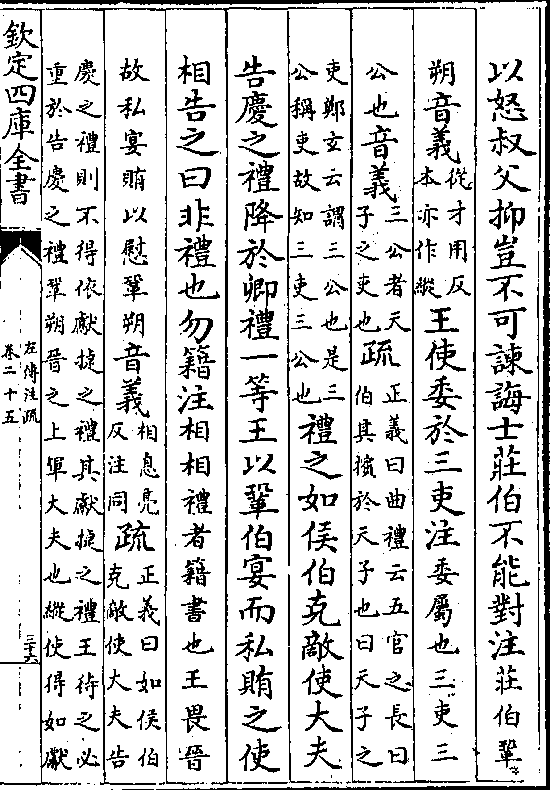 以怒叔父抑豈不可諫誨士莊伯不能對注莊伯鞏
朔音義從才用反本亦作縱王使委於三吏注委屬也三吏三
公也音義三公者天子之吏也疏正義曰曲禮云五官之長曰伯其擯於天子也曰天子之
吏鄭玄云謂三公也是三公稱吏故知三吏三公也禮之如侯伯克敵使大夫
告慶之禮降於卿禮一等王以鞏伯宴而私賄之使
相告之曰非禮也勿籍注相相禮者籍書也王畏晉
故私宴賄以慰鞏朔音義相息亮反注同疏正義曰如侯伯克敵使大夫告
慶之禮則不得依獻捷之禮其獻捷之禮王待之必
重於告慶之禮鞏朔晉之上軍大夫也縱使得如獻
欽定四庫全書
左傳注疏
卷二十五
三十六